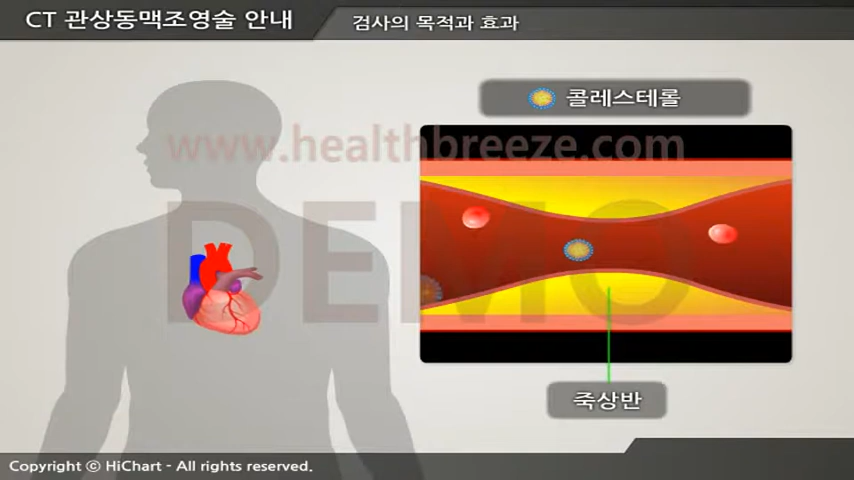 CT 관상동맥조영술 안내
검사의 목적과 효과
콜레스테롤
www.healthbreeze.com
DEMO
죽상반
Copyright ⓒ HiChart - All rights reserved.